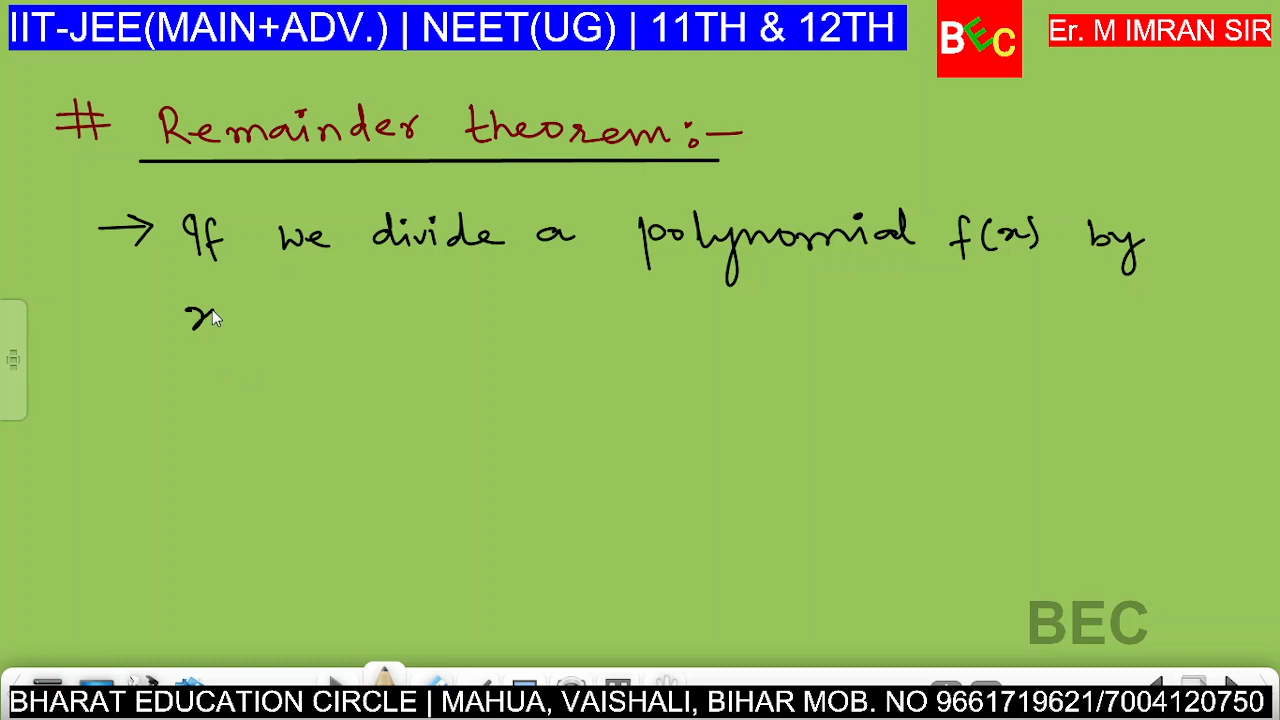 IIT-JEE(MAIN+ADV.) | NEET(UG) | 11TH & 12TH
BEC
Er. M IMRAN SIR
# Remainder theorem:-
→ If we divide a polynomial f(x) by
x
BEC
BHARAT EDUCATION CIRCLE | MAHUA, VAISHALI, BIHAR MOB. NO 9661719621/7004120750